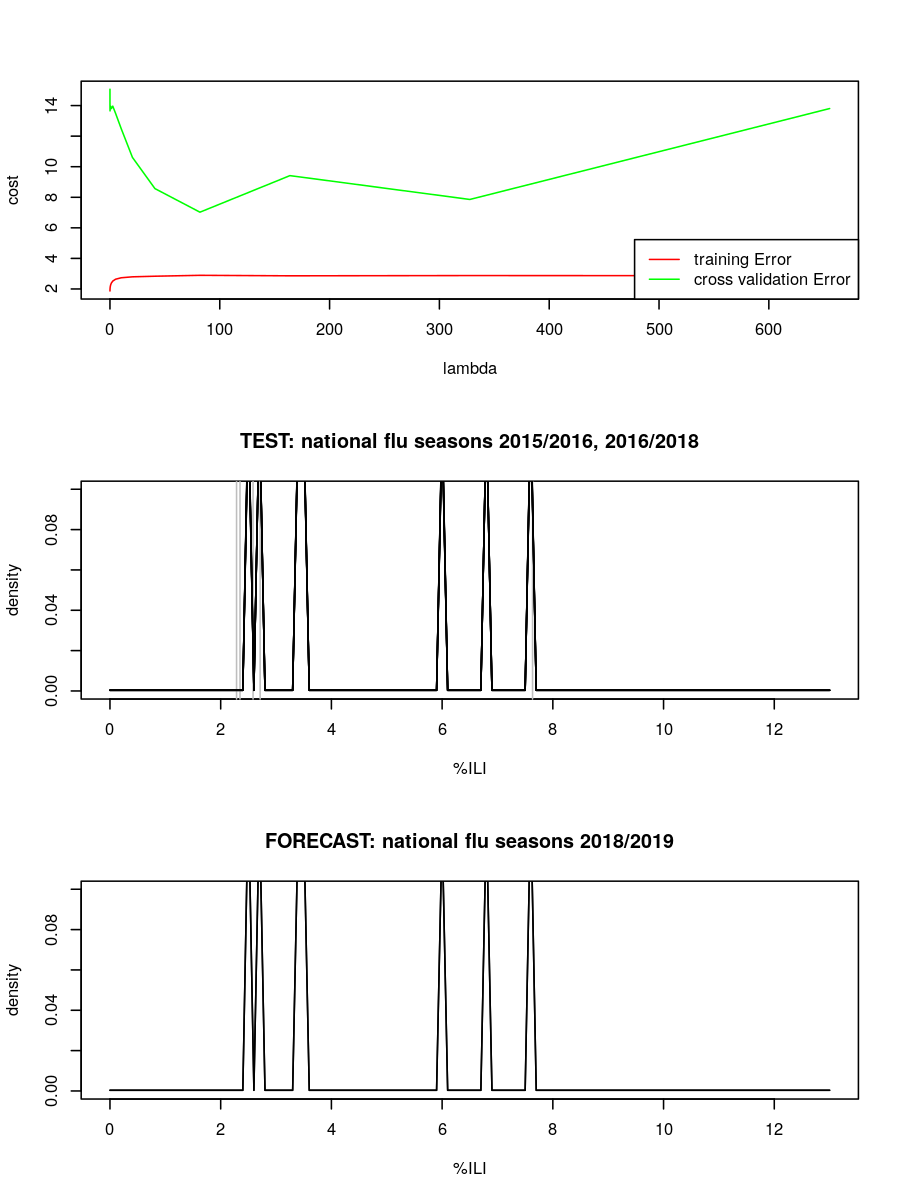 cost
2
4
6
8
10
14
training Error
cross validation Error
0 100 200 300 400 500 600
lambda
TEST: national flu seasons 2015/2016, 2016/2018
density
0.00
0.04
0.08
0 2 4 6 8 10 12
%ILI
FORECAST: national flu seasons 2018/2019
density
0.00
0.04
0.08
0 2 4 6 8 10 12
%ILI